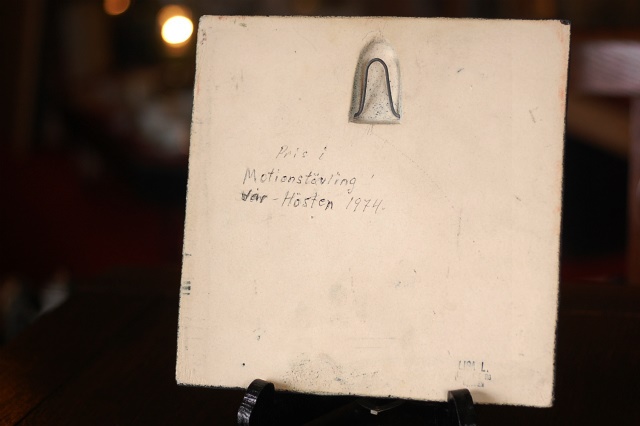 Pris i
Motionstävling i
Vår-Hösten 1974.